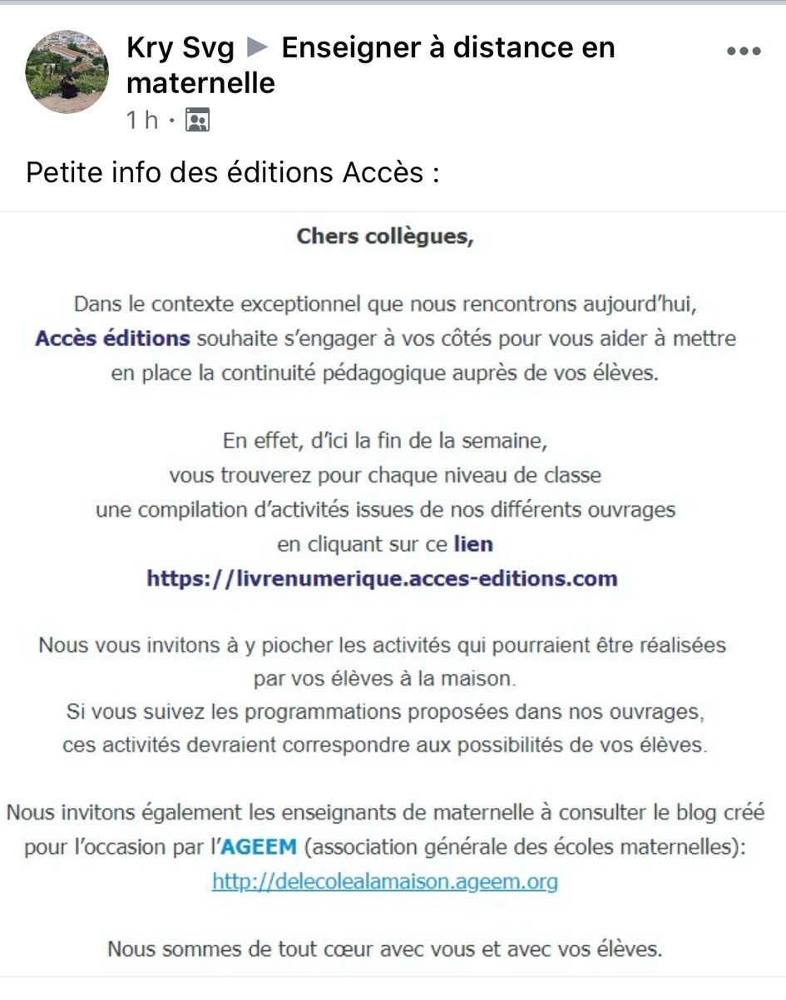 Kry Svg ▶ Enseigner à distance en
maternelle
1 h ·
Petite info des éditions Accès :
Chers collègues,
Dans le contexte exceptionnel que nous rencontrons aujourd'hui,
Accès éditions souhaite s'engager à vos côtés pour vous aider à mettre
en place la continuité pédagogique auprès de vos élèves.
En effet, d'ici la fin de la semaine,
vous trouverez pour chaque niveau de classe
une compilation d'activités issues de nos différents ouvrages
en cliquant sur ce lien
https://livrenumerique.acces-editions.com
Nous vous invitons à y piocher les activités qui pourraient être réalisées
par vos élèves à la maison.
Si vous suivez les programmations proposées dans nos ouvrages,
ces activités devraient correspondre aux possibilités de vos élèves.
Nous invitons également les enseignants de maternelle à consulter le blog créé
pour l'occasion par l'AGEEM (association générale des écoles maternelles):
http://delecolealamaison.ageem.org
Nous sommes de tout cœur avec vous et avec vos élèves.